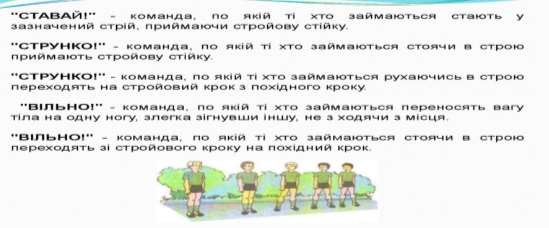 "СТАВАЙ!" - команда, по якій ті хто займаються стають у
зазначений стрій, приймаючи стройову стійку.
"СТРУНКО!" - команда, по якій ті хто займаються стоячи в строю
приймають стройову стійку.
"СТРУНКО!" - команда, по якій ті хто займаються рухаючись в строю
переходять на стройовий крок з похідного кроку.
"ВІЛЬНО!" - команда, по якій ті хто займаються переносять вагу
тіла на одну ногу, злегка зігнувши іншу, не з ходячи з місця.
"ВІЛЬНО!" - команда, по якій ті хто займаються стоячи в строю
переходять зі стройового кроку на похідний крок.